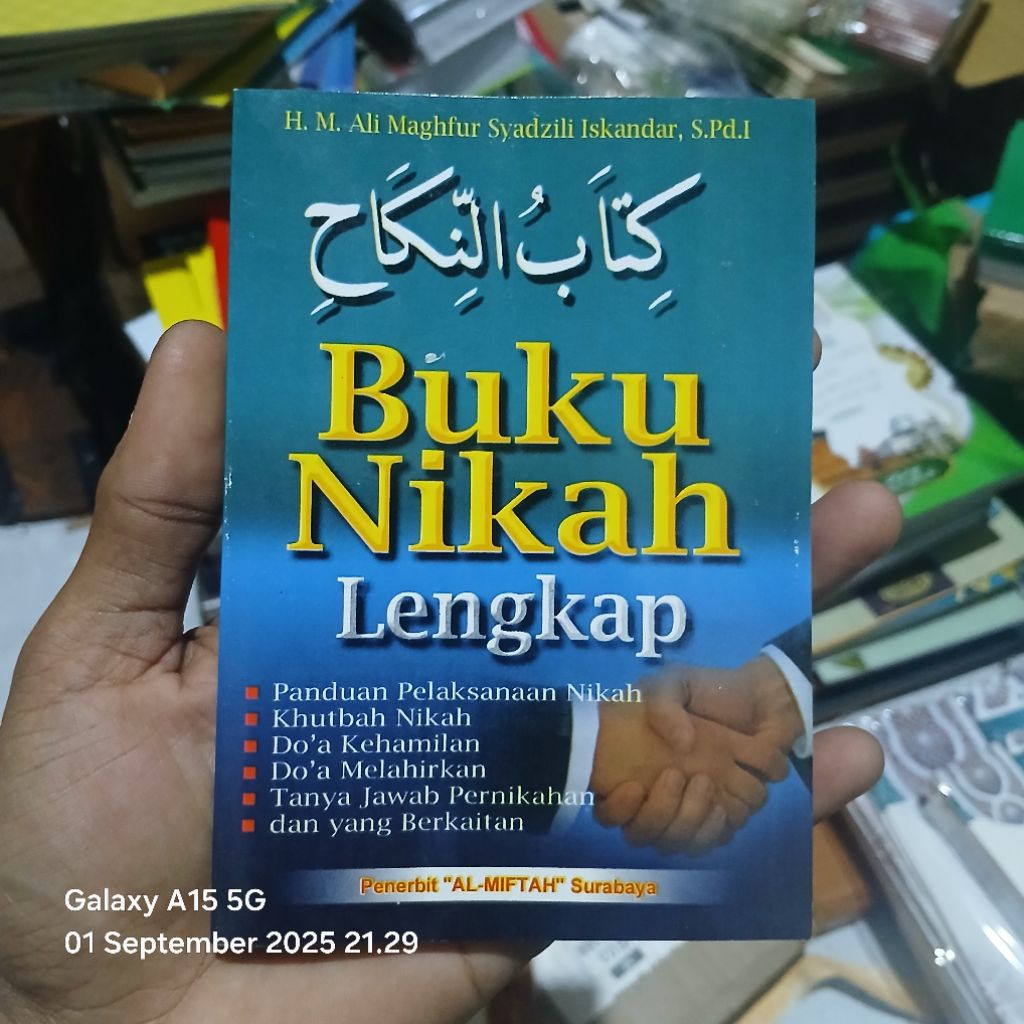 H. M. Ali Maghfur Syadzili Iskandar, S.Pd.I
كِتَابُ النِّكَاحِ
Buku
Nikah
Lengkap
Panduan Pelaksanaan Nikah
Khutbah Nikah
Do'a Kehamilan
Do'a Melahirkan
Tanya Jawab Pernikahan
dan yang Berkaitan
Penerbit "AL-MIFTAH" Surabaya
Galaxy A15 5G
01 September 2025 21.29